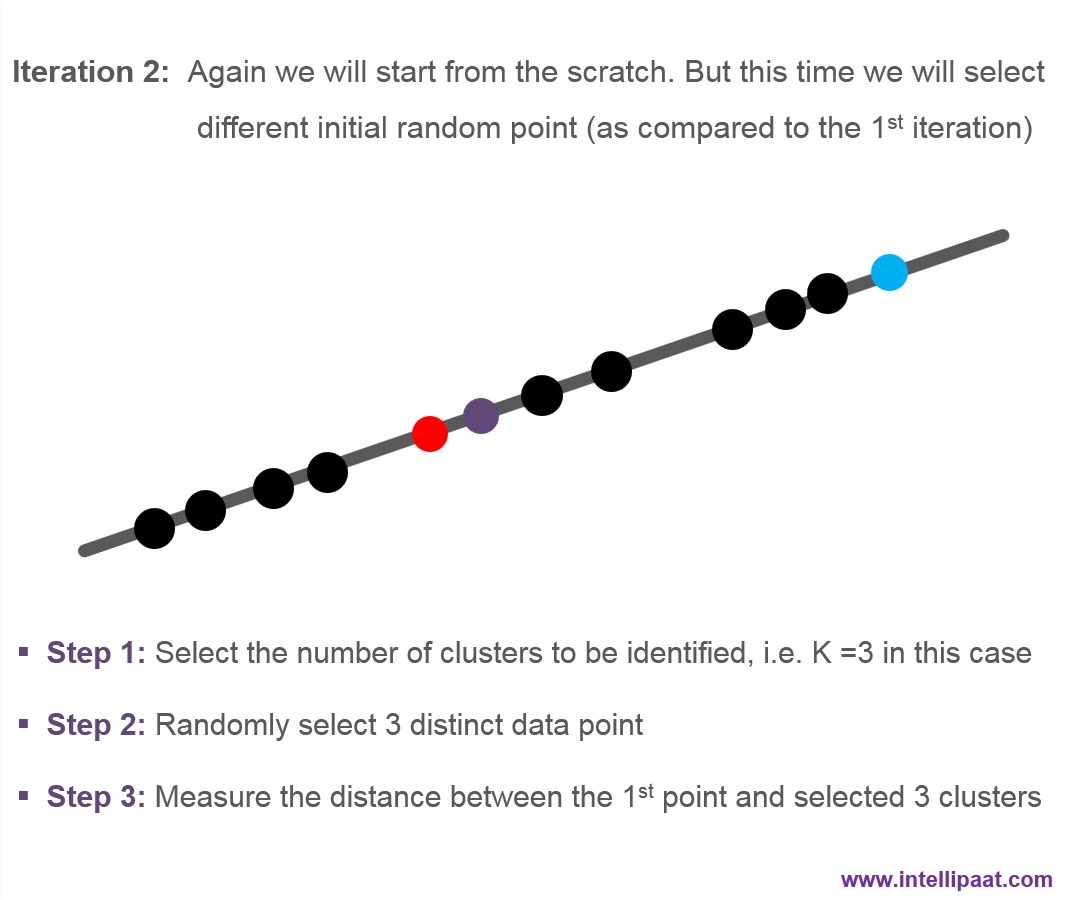 Iteration 2: Again we will start from the scratch. But this time we will select
different initial random point (as compared to the 1st iteration)
▪ Step 1: Select the number of clusters to be identified, i.e. K =3 in this case
▪ Step 2: Randomly select 3 distinct data point
▪ Step 3: Measure the distance between the 1st point and selected 3 clusters
www.intellipaat.com